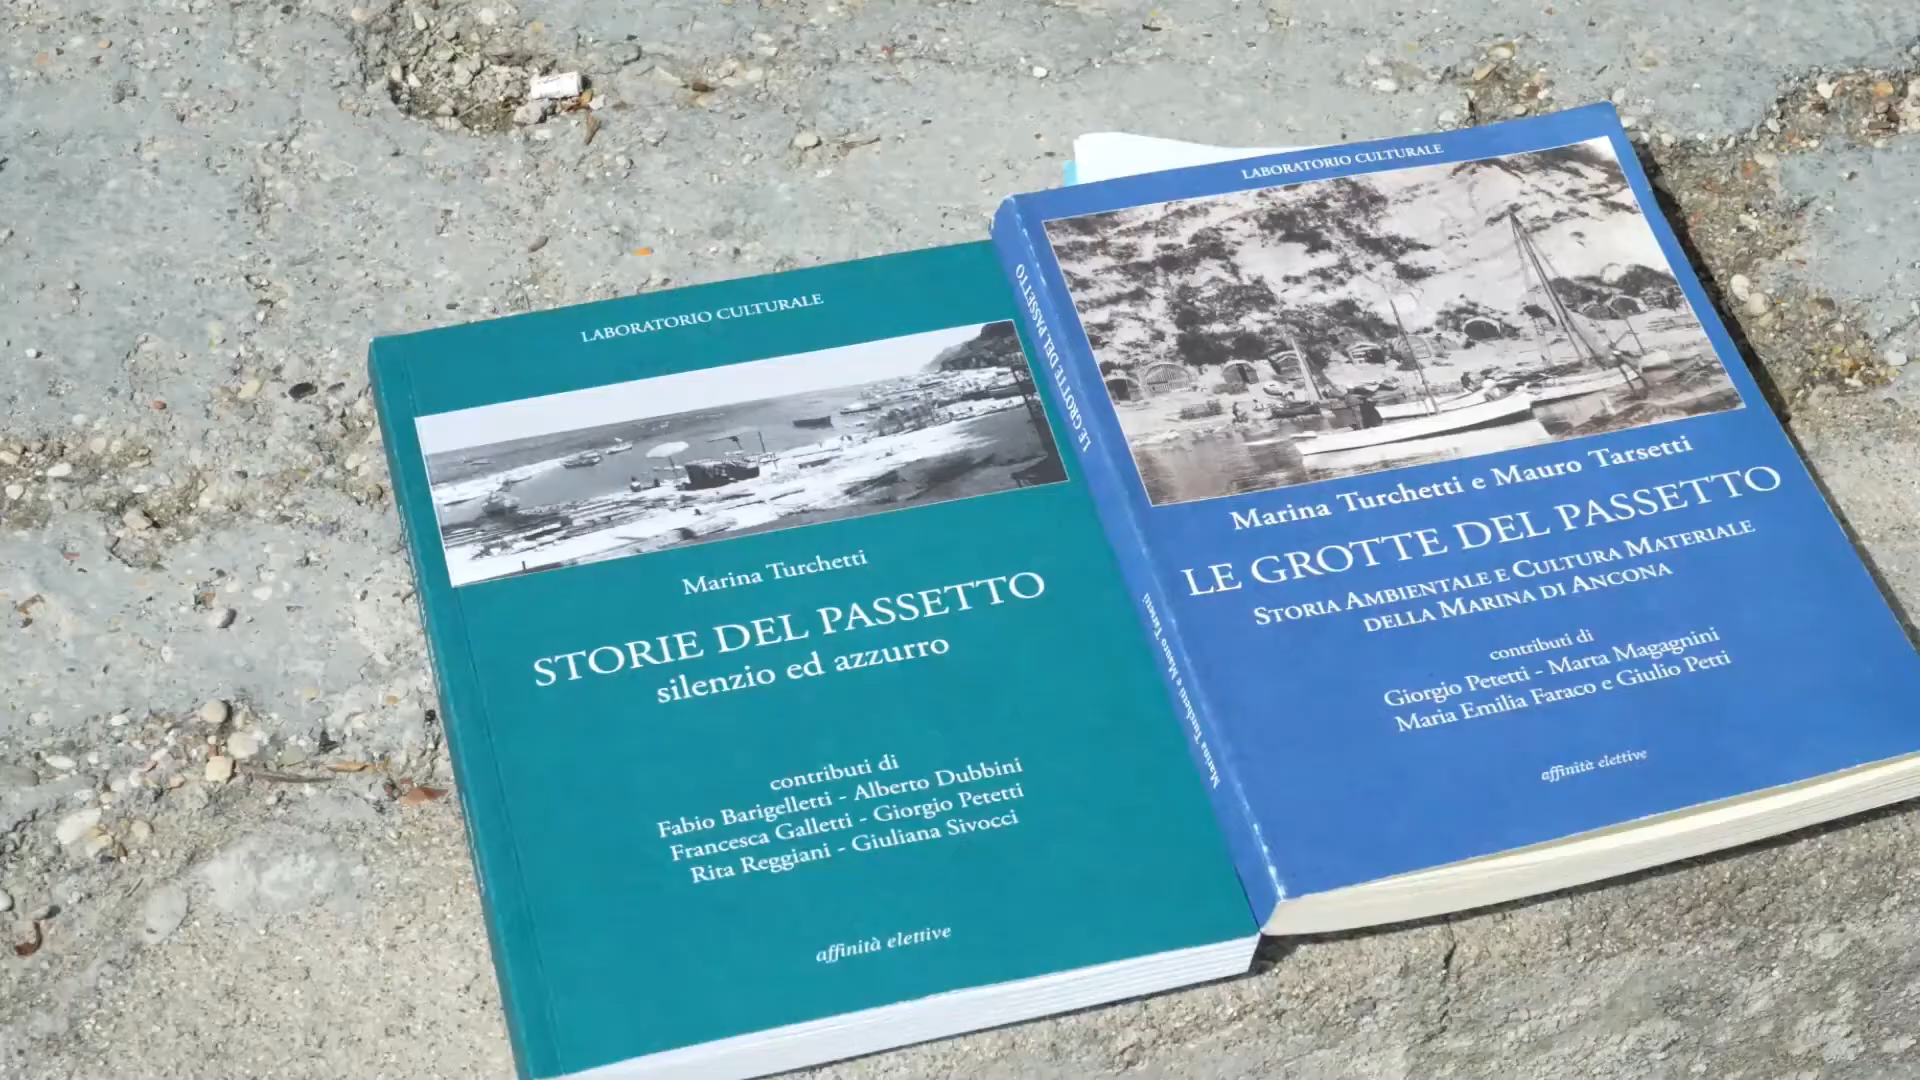 LABORATORIO CULTURALE
Marina Turchetti
STORIE DEL PASSETTO
silenzio ed azzurro
contributi di
Fabio Barigelletti - Alberto Dubbini
Francesca Galletti - Giorgio Petetti
Rita Reggiani - Giuliana Sivocci
affinità elettive
LE GROTTE DEL PASSETTO
Marina Turchetti e Mauro Tarsetti
LABORATORIO CULTURALE
Marina Turchetti e Mauro Tarsetti
LE GROTTE DEL PASSETTO
STORIA AMBIENTALE E CULTURA MATERIALE
DELLA MARINA DI ANCONA
contributi di
Giorgio Petetti - Marta Magagnini
Maria Emilia Faraco e Giulio Petti
affinità elettive